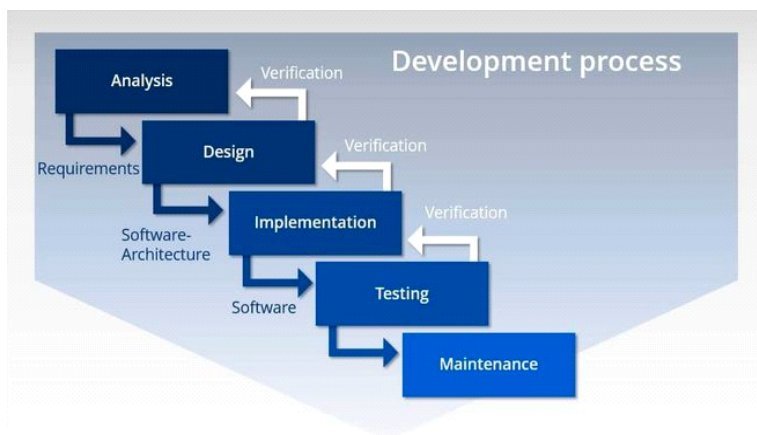 Development process
Analysis
Verification
Requirements
Design
Verification
Software-
Architecture
Implementation
Verification
Software
Testing
Maintenance